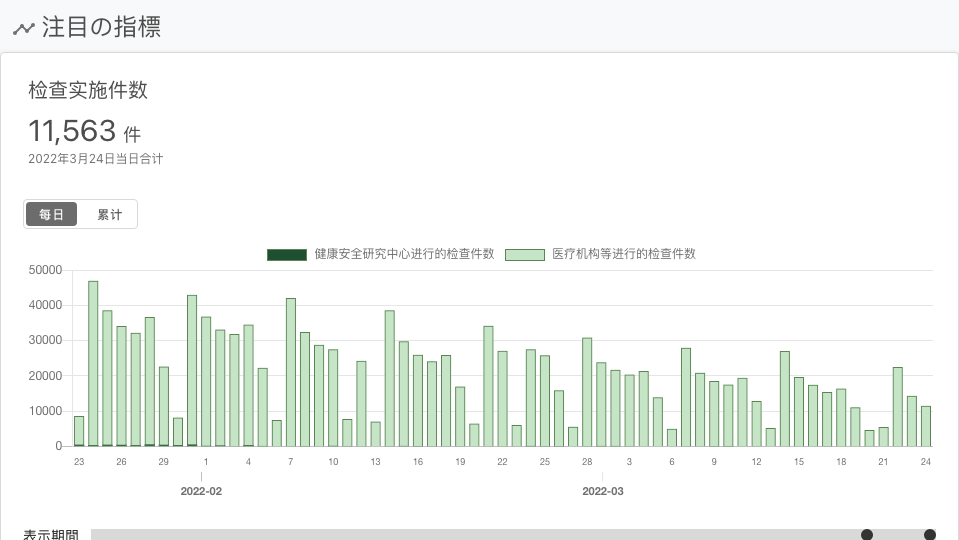 注目の指標
检查实施件数
11,563 件
2022年3月24日当日合计
每日 累计
健康安全研究中心进行的检查件数 医疗机构等进行的检查件数
50000
40000
30000
20000
10000
0
23 26 29 1 4 7 10 13 16 19 22 25 28 3 6 9 12 15 18 21 24
2022-02 2022-03
表示期間